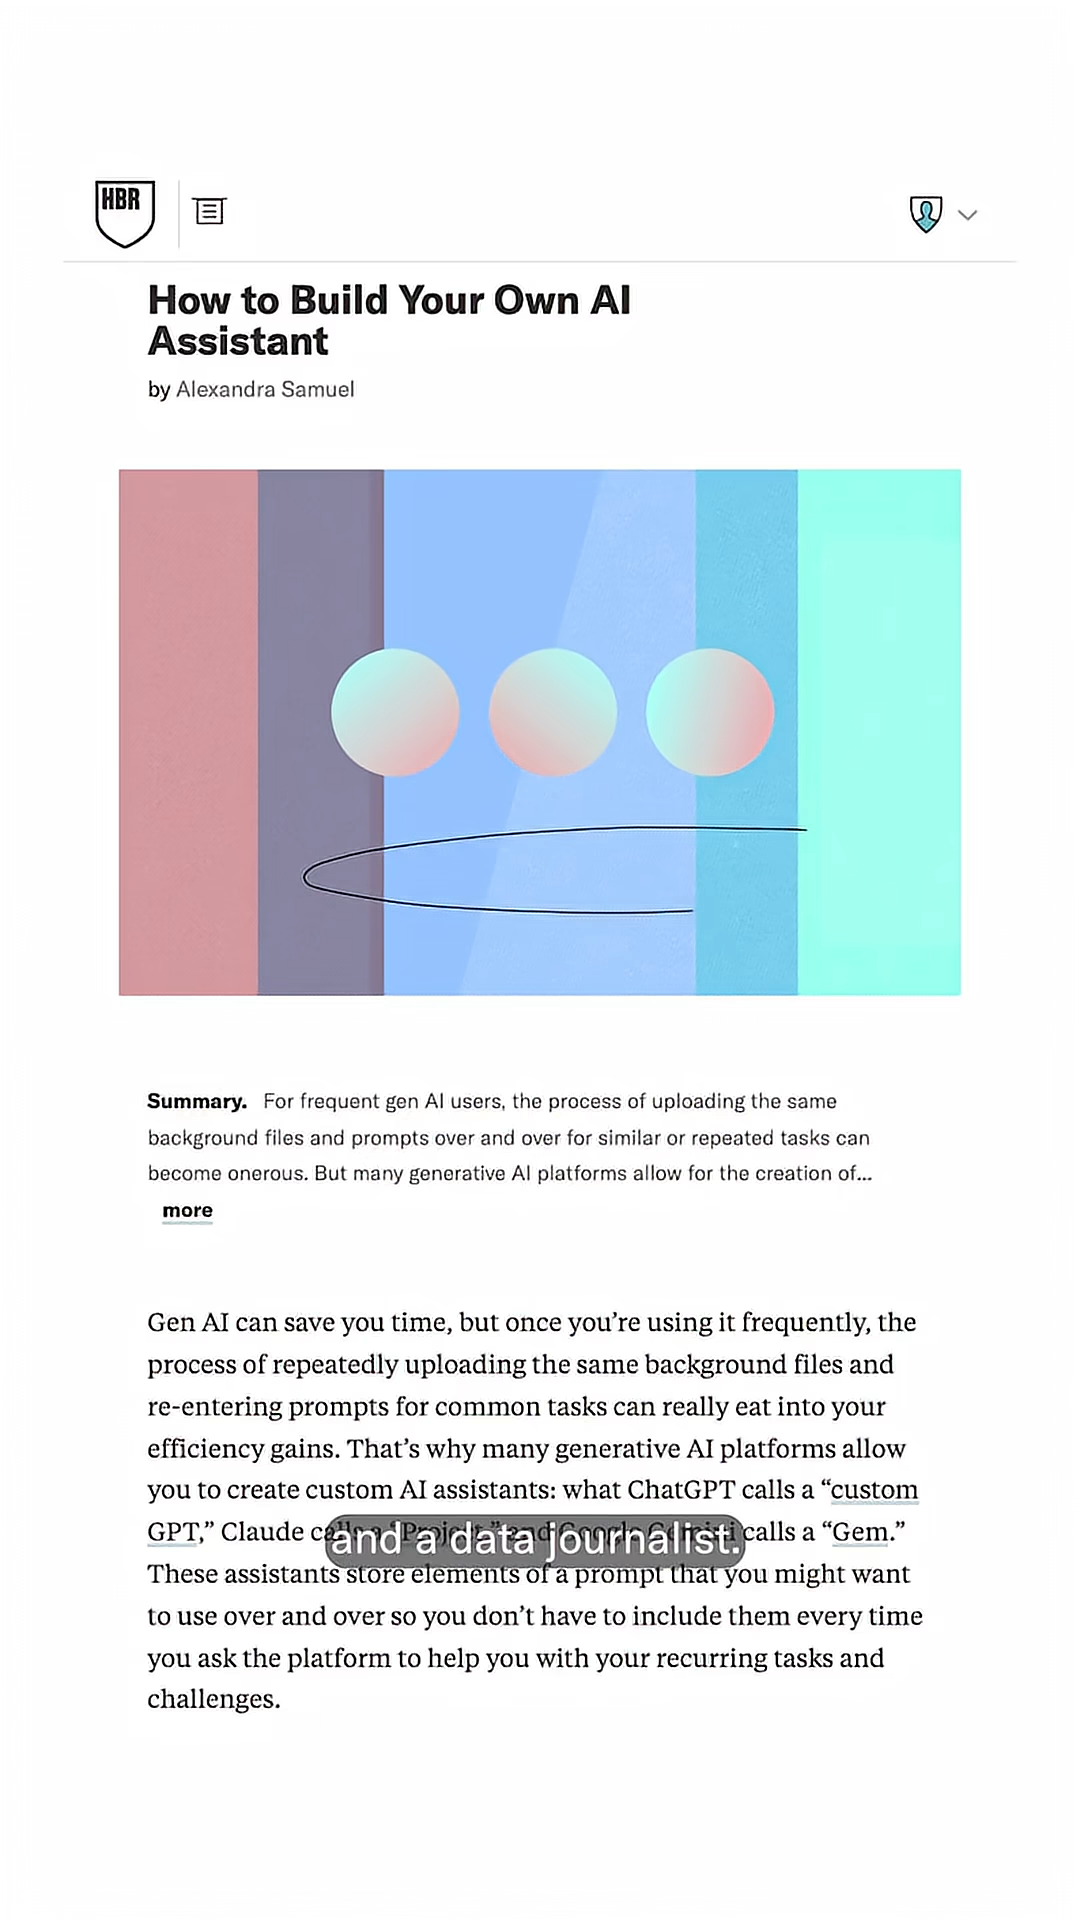 HBR
How to Build Your Own AI
Assistant
by Alexandra Samuel
Summary. For frequent gen AI users, the process of uploading the same
background files and prompts over and over for similar or repeated tasks can
become onerous. But many generative AI platforms allow for the creation of...
more
Gen AI can save you time, but once you’re using it frequently, the
process of repeatedly uploading the same background files and
re-entering prompts for common tasks can really eat into your
efficiency gains. That’s why many generative AI platforms allow
you to create custom AI assistants: what ChatGPT calls a “custom
GPT,” Claude calls a “Project,” and Google Gemini calls a “Gem.”
and a data journalist.
These assistants store elements of a prompt that you might want
to use over and over so you don’t have to include them every time
you ask the platform to help you with your recurring tasks and
challenges.